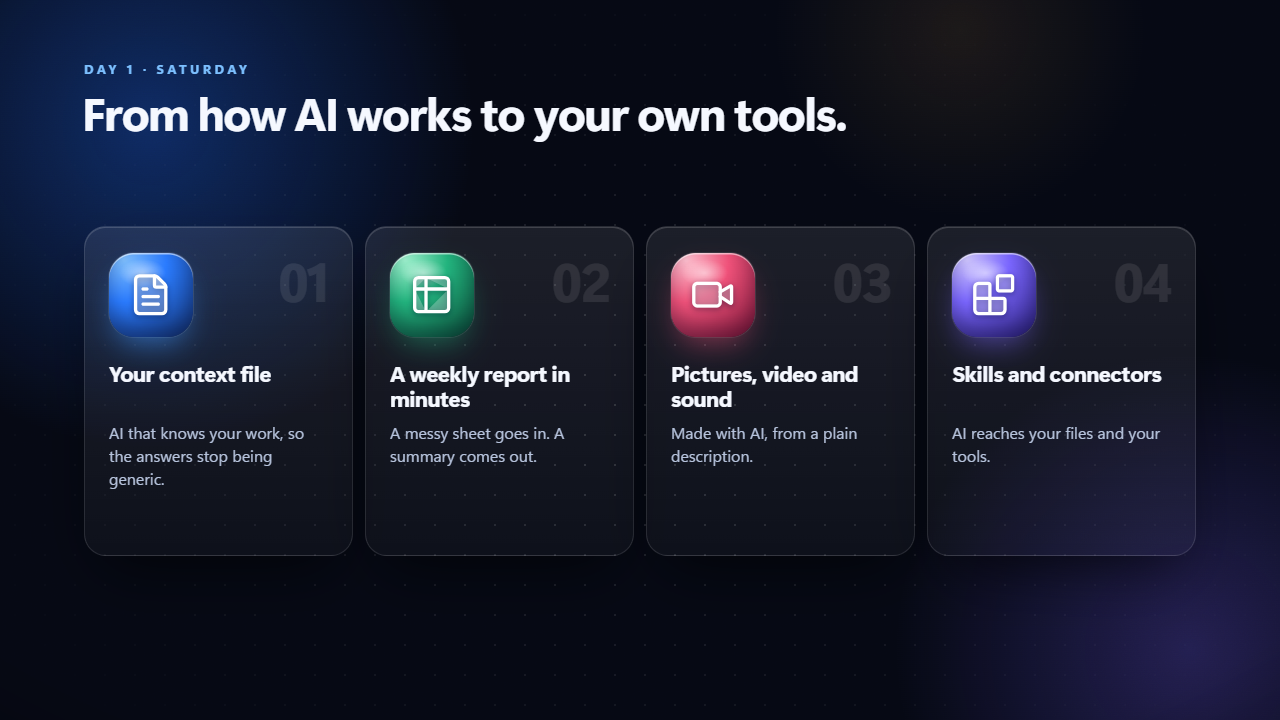 DAY 1 · SATURDAY
From how AI works to your own tools.
01
Your context file
AI that knows your work, so
the answers stop being
generic.
02
A weekly report in
minutes
A messy sheet goes in. A
summary comes out.
03
Pictures, video and
sound
Made with AI, from a plain
description.
04
Skills and connectors
AI reaches your files and your
tools.